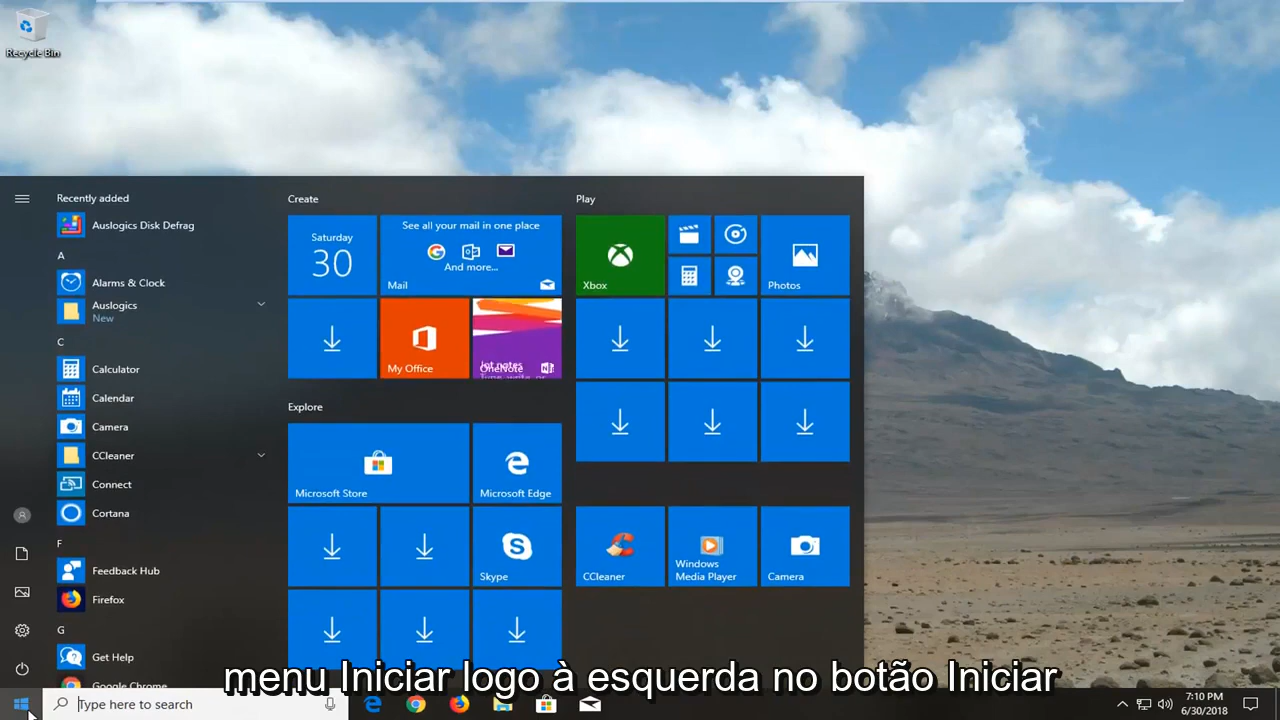 Recycle Bin
Recently added
Auslogics Disk Defrag
A
Alarms & Clock
Auslogics
New
C
Calculator
Calendar
Camera
CCleaner
Connect
Cortana
F
Feedback Hub
Firefox
G
Get Help
Google Chrome
Create
Saturday
30
See all your mail in one place
And more...
Mail
My Office
OneNote
Explore
Microsoft Store
Microsoft Edge
Skype
Play
Xbox
Photos
CCleaner
Windows
Media Player
Camera
menu Iniciar logo à esquerda no botão Iniciar
Type here to search
7:10 PM
6/30/2018